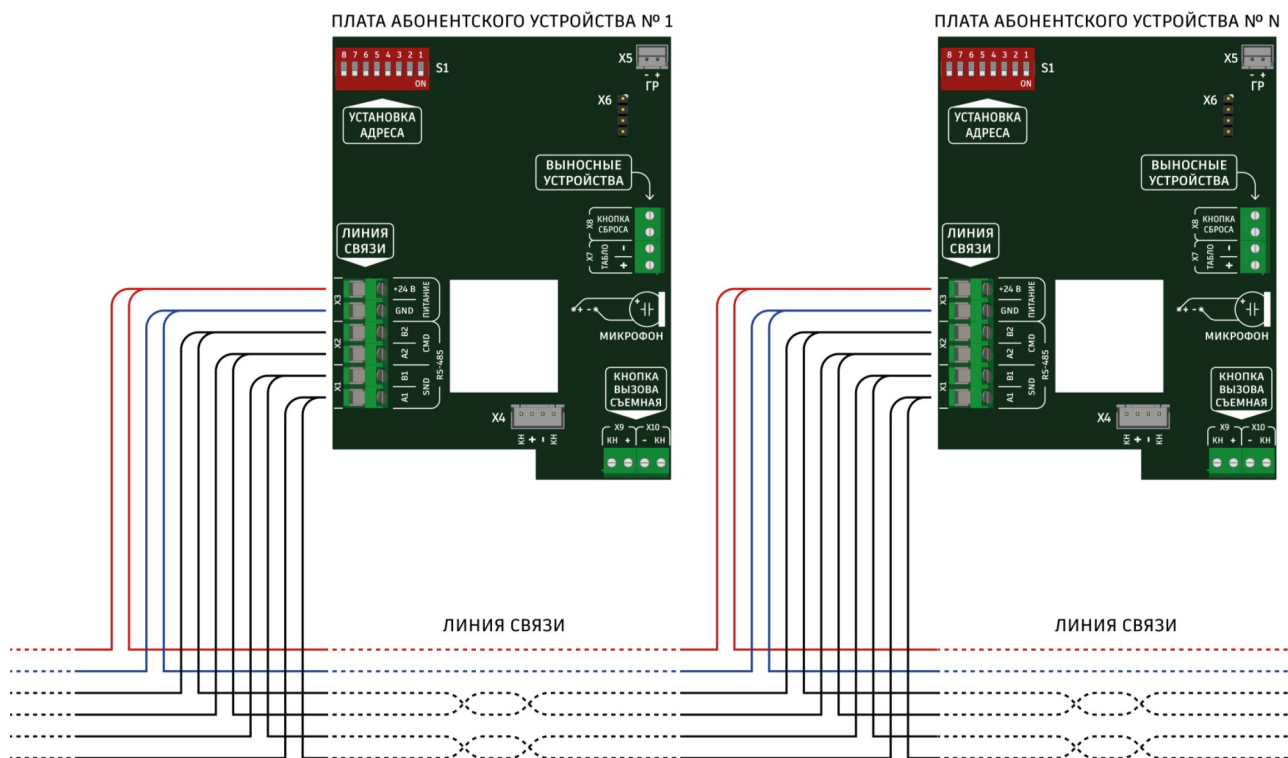 ПЛАТА АБОНЕНТСКОГО УСТРОЙСТВА № 1
8 7 6 5 4 3 2 1
ON
S1
УСТАНОВКА
АДРЕСА
X5
- +
ГР
X6
ВЫНОСНЫЕ
УСТРОЙСТВА
X8
КНОПКА
СБРОСА
X7
ТАБЛО
-
+
ЛИНИЯ
СВЯЗИ
X3
+24 В
GND
ПИТАНИЕ
X2
B2
A2
CMD
X1
B1
A1
SND
RS-485
+ -
+
МИКРОФОН
КНОПКА
ВЫЗОВА
СЪЕМНАЯ
X4
КН + - КН
X9 X10
КН + - КН
ПЛАТА АБОНЕНТСКОГО УСТРОЙСТВА № N
8 7 6 5 4 3 2 1
ON
S1
УСТАНОВКА
АДРЕСА
X5
- +
ГР
X6
ВЫНОСНЫЕ
УСТРОЙСТВА
X8
КНОПКА
СБРОСА
X7
ТАБЛО
-
+
ЛИНИЯ
СВЯЗИ
X3
+24 В
GND
ПИТАНИЕ
X2
B2
A2
CMD
X1
B1
A1
SND
RS-485
+ -
+
МИКРОФОН
КНОПКА
ВЫЗОВА
СЪЕМНАЯ
X4
КН + - КН
X9 X10
КН + - КН
ЛИНИЯ СВЯЗИ
ЛИНИЯ СВЯЗИ